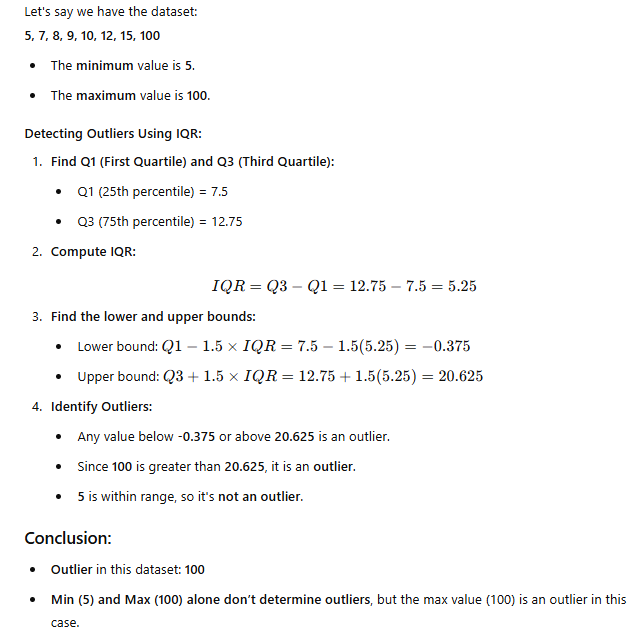 Let's say we have the dataset:
5, 7, 8, 9, 10, 12, 15, 100
• The minimum value is 5.
• The maximum value is 100.
Detecting Outliers Using IQR:
1. Find Q1 (First Quartile) and Q3 (Third Quartile):
• Q1 (25th percentile) = 7.5
• Q3 (75th percentile) = 12.75
2. Compute IQR:
IQR = Q3 − Q1 = 12.75 − 7.5 = 5.25
3. Find the lower and upper bounds:
• Lower bound: Q1 − 1.5 × IQR = 7.5 − 1.5(5.25) = −0.375
• Upper bound: Q3 + 1.5 × IQR = 12.75 + 1.5(5.25) = 20.625
4. Identify Outliers:
• Any value below -0.375 or above 20.625 is an outlier.
• Since 100 is greater than 20.625, it is an outlier.
• 5 is within range, so it's not an outlier.
Conclusion:
• Outlier in this dataset: 100
• Min (5) and Max (100) alone don't determine outliers, but the max value (100) is an outlier in this
case.